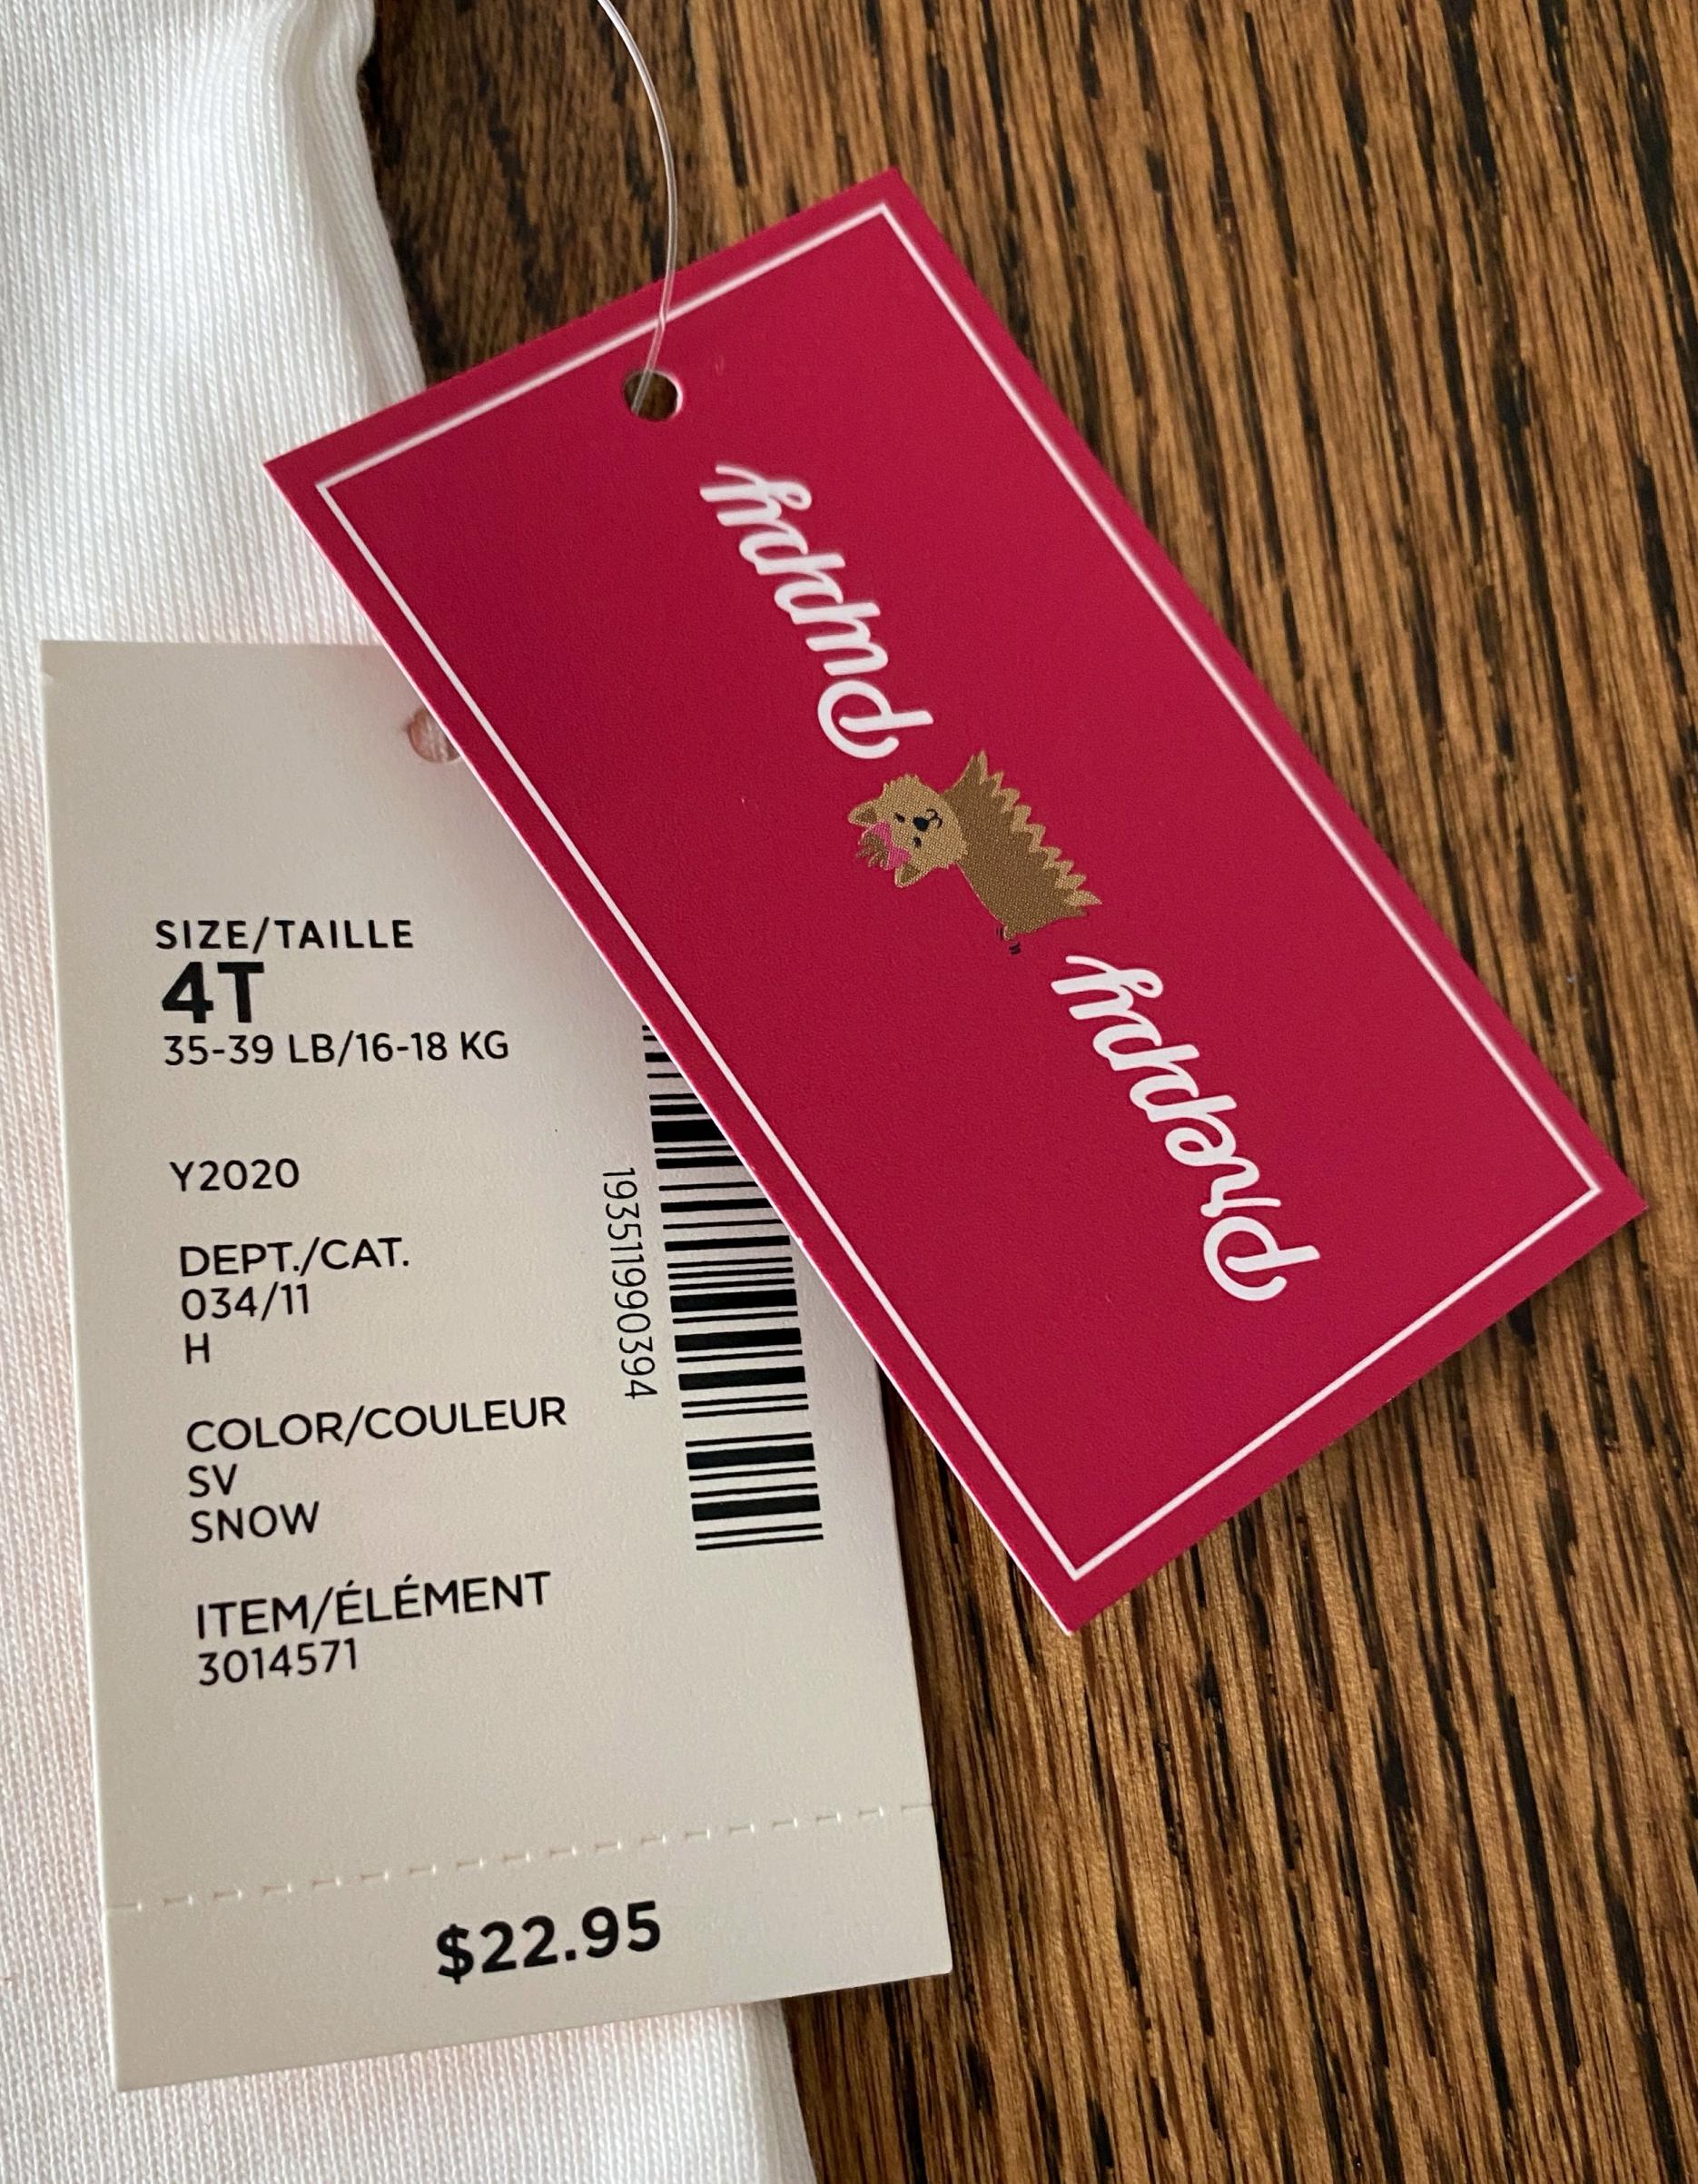 SIZE/TAILLE
4T
35-39 LB/16-18 KG
Y2020
DEPT./CAT.
034/11
H
COLOR/COULEUR
SV
SNOW
ITEM/ÉLÉMENT
3014571
193511990394
$22.95
preppy
puppy